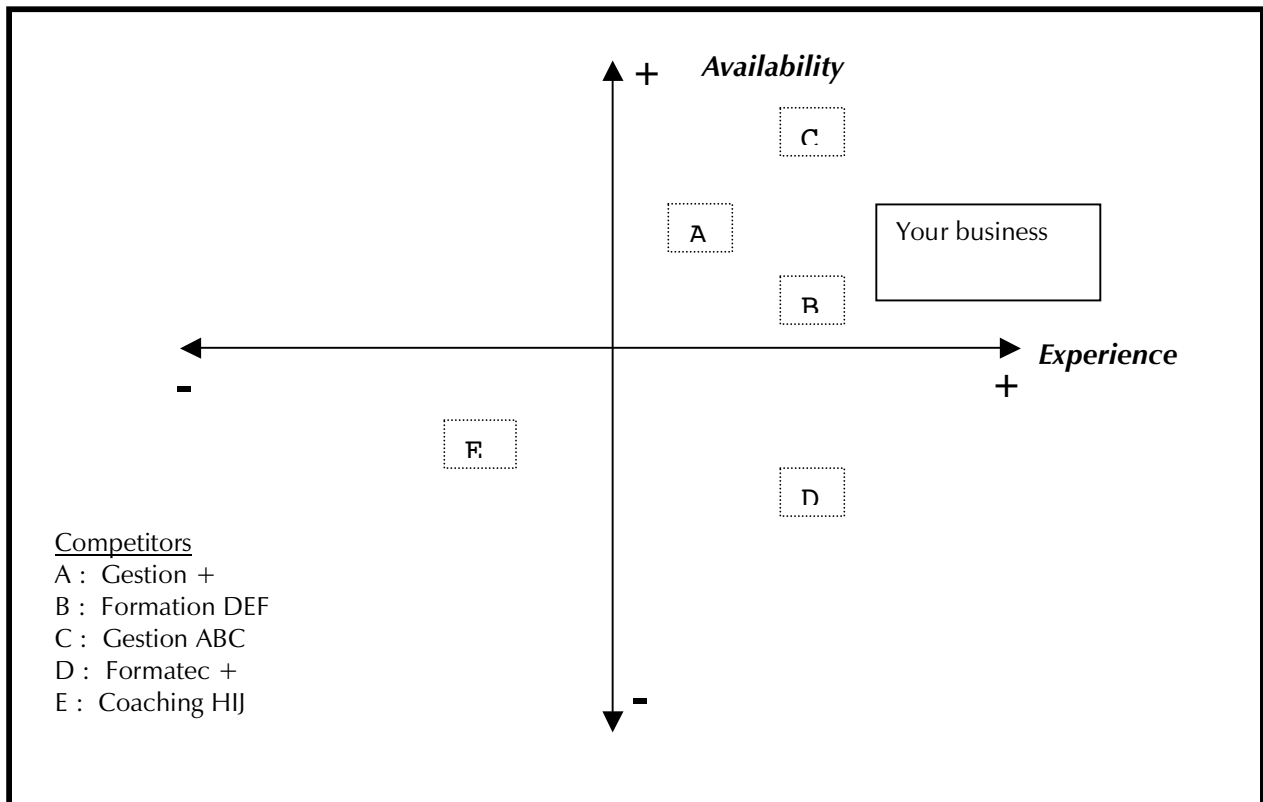 + Availability
C
A
Your business
B
Experience
-
+
E
D
Competitors
A : Gestion +
B : Formation DEF
C : Gestion ABC
D : Formatec +
E : Coaching HIJ
-